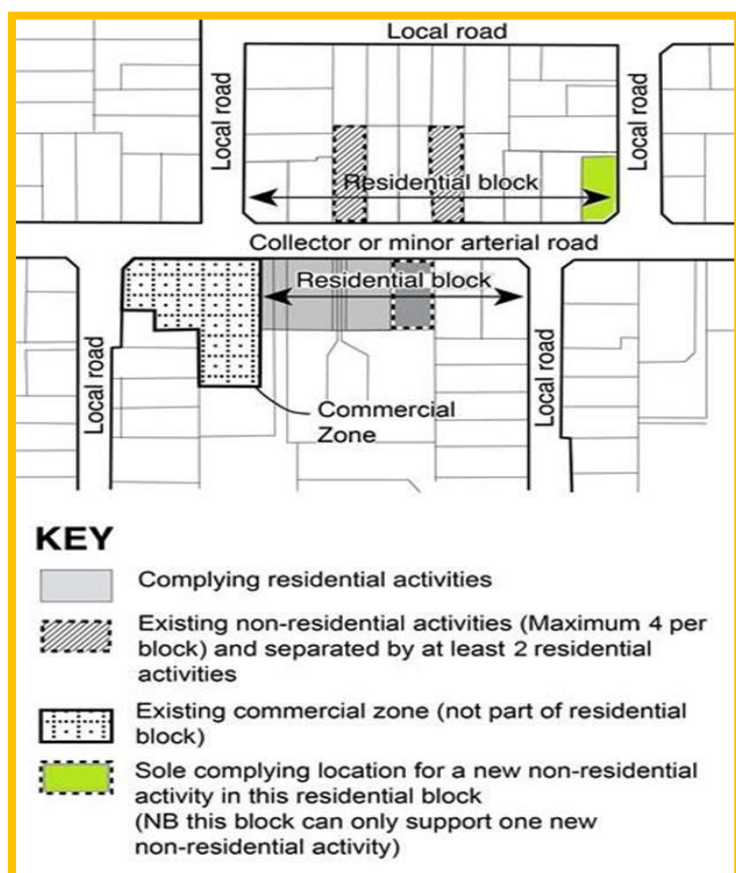 Local road
Local road
Local road
Residential block
Collector or minor arterial road
Residential block
Local road
Local road
Commercial
Zone
KEY
Complying residential activities
Existing non-residential activities (Maximum 4 per
block) and separated by at least 2 residential
activities
Existing commercial zone (not part of residential
block)
Sole complying location for a new non-residential
activity in this residential block
(NB this block can only support one new
non-residential activity)